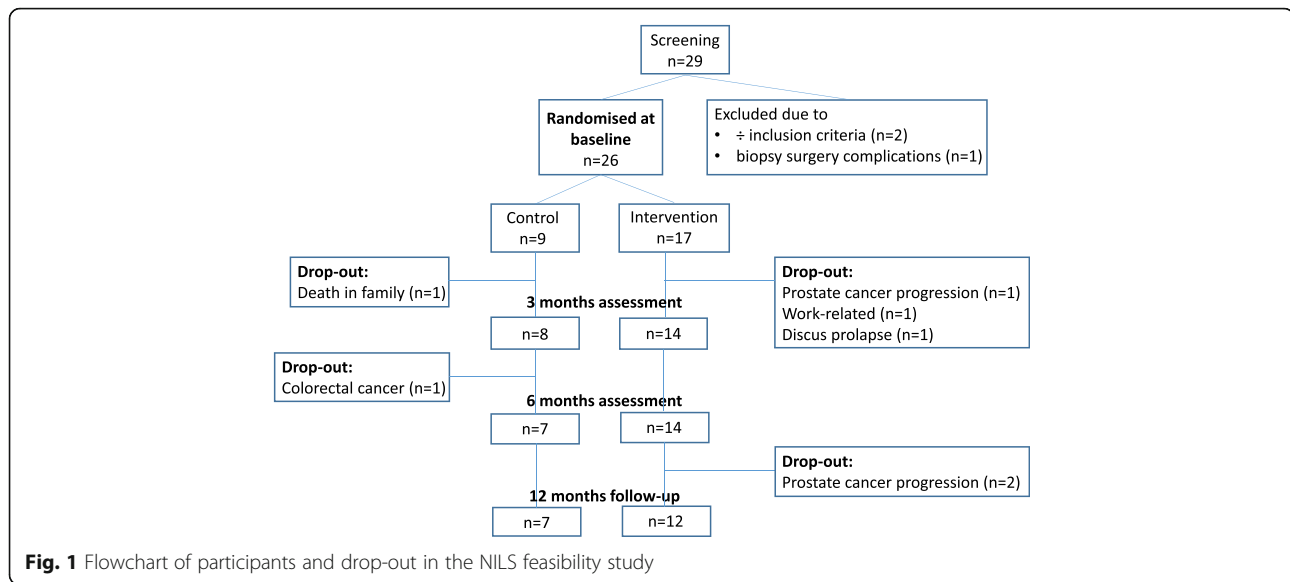 Screening
n=29
Randomised at
baseline
n=26
Excluded due to
• ÷ inclusion criteria (n=2)
• biopsy surgery complications (n=1)
Control
n=9
Intervention
n=17
Drop-out:
Death in family (n=1)
Drop-out:
Prostate cancer progression (n=1)
Work-related (n=1)
Discus prolapse (n=1)
3 months assessment
n=8
n=14
Drop-out:
Colorectal cancer (n=1)
6 months assessment
n=7
n=14
Drop-out:
Prostate cancer progression (n=2)
12 months follow-up
n=7
n=12
Fig. 1 Flowchart of participants and drop-out in the NILS feasibility study